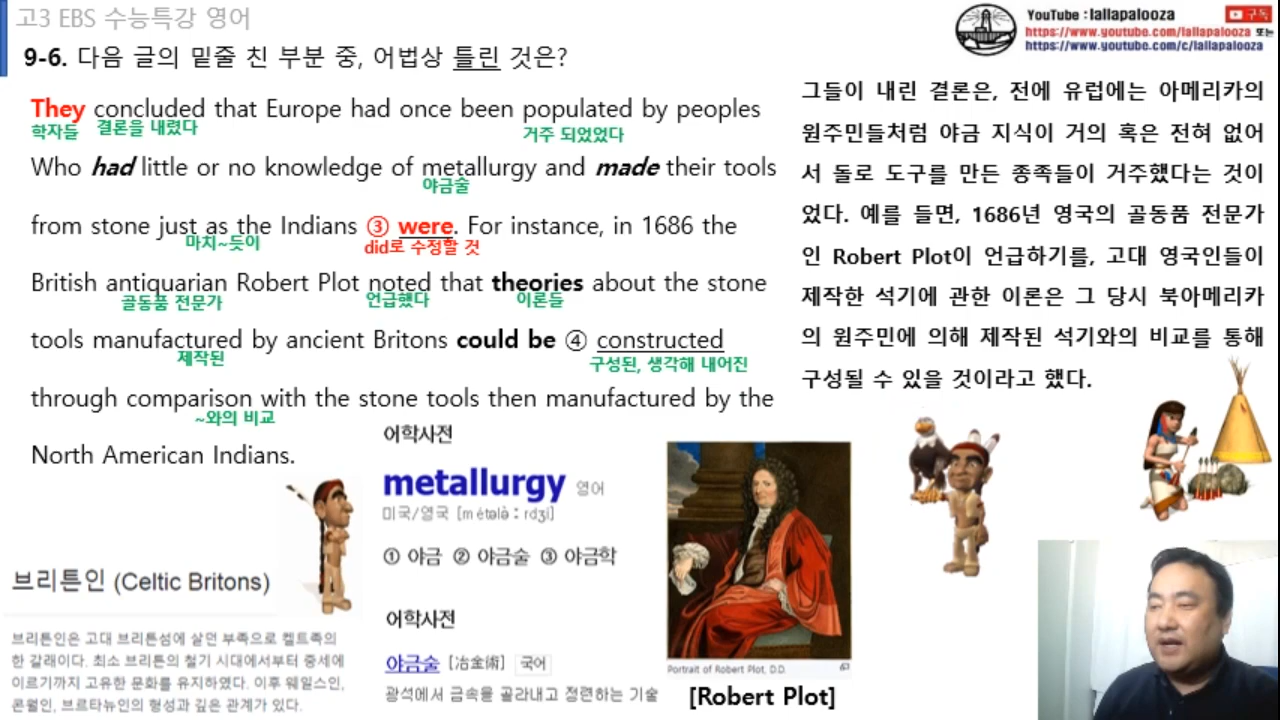 고3 EBS 수능특강 영어
YouTube : lallapalooza
구독
https://www.youtube.com/lallapalooza 또는
https://www.youtube.com/c/lallapalooza
9-6. 다음 글의 밑줄 친 부분 중, 어법상 틀린 것은?
They concluded that Europe had once been populated by peoples
학자들 결론을 내렸다 거주 되었었다
Who had little or no knowledge of metallurgy and made their tools
야금술
from stone just as the Indians ③ were. For instance, in 1686 the
마치~듯이 did로 수정할 것
British antiquarian Robert Plot noted that theories about the stone
골동품 전문가 언급했다 이론들
tools manufactured by ancient Britons could be ④ constructed
제작된 구성된, 생각해 내어진
through comparison with the stone tools then manufactured by the
~와의 비교
North American Indians.
그들이 내린 결론은, 전에 유럽에는 아메리카의
원주민들처럼 야금 지식이 거의 혹은 전혀 없어
서 돌로 도구를 만든 종족들이 거주했다는 것이
었다. 예를 들면, 1686년 영국의 골동품 전문가
인 Robert Plot이 언급하기를, 고대 영국인들이
제작한 석기에 관한 이론은 그 당시 북아메리카
의 원주민에 의해 제작된 석기와의 비교를 통해
구성될 수 있을 것이라고 했다.
어학사전
metallurgy 영어
미국/영국 [métələ:rdʒi]
① 야금 ② 야금술 ③ 야금학
어학사전
야금술 [冶金術] 국어
광석에서 금속을 골라내고 정련하는 기술
브리튼인 (Celtic Britons)
브리튼인은 고대 브리튼섬에 살던 부족으로 켈트족의
한 갈래이다. 최소 브리튼의 철기 시대에서부터 중세에
이르기까지 고유한 문화를 유지하였다. 이후 웨일스인,
콘월인, 브르타뉴인의 형성과 깊은 관계가 있다.
Portrait of Robert Plot, D.D.
[Robert Plot]